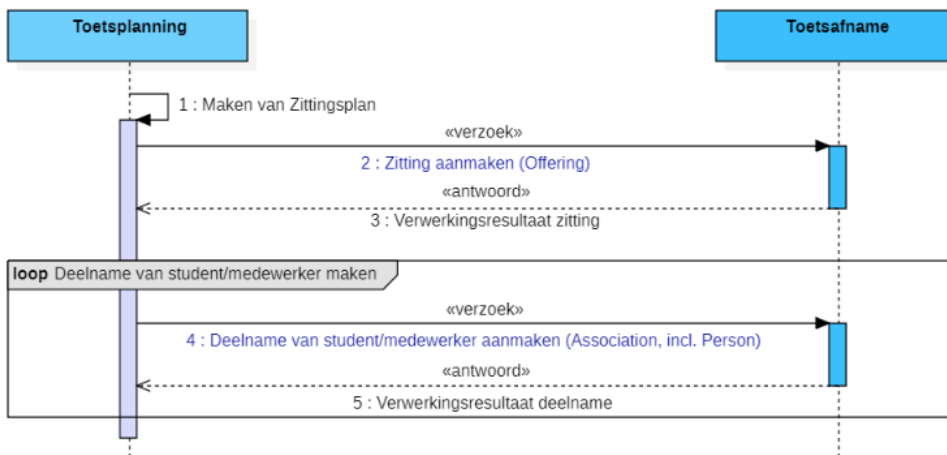 Toetsplanning
Toetsafname
1 : Maken van Zittingsplan
«verzoek»
2 : Zitting aanmaken (Offering)
«antwoord»
3 : Verwerkingsresultaat zitting
loop Deelname van student/medewerker maken
«verzoek»
4 : Deelname van student/medewerker aanmaken (Association, incl. Person)
«antwoord»
5 : Verwerkingsresultaat deelname